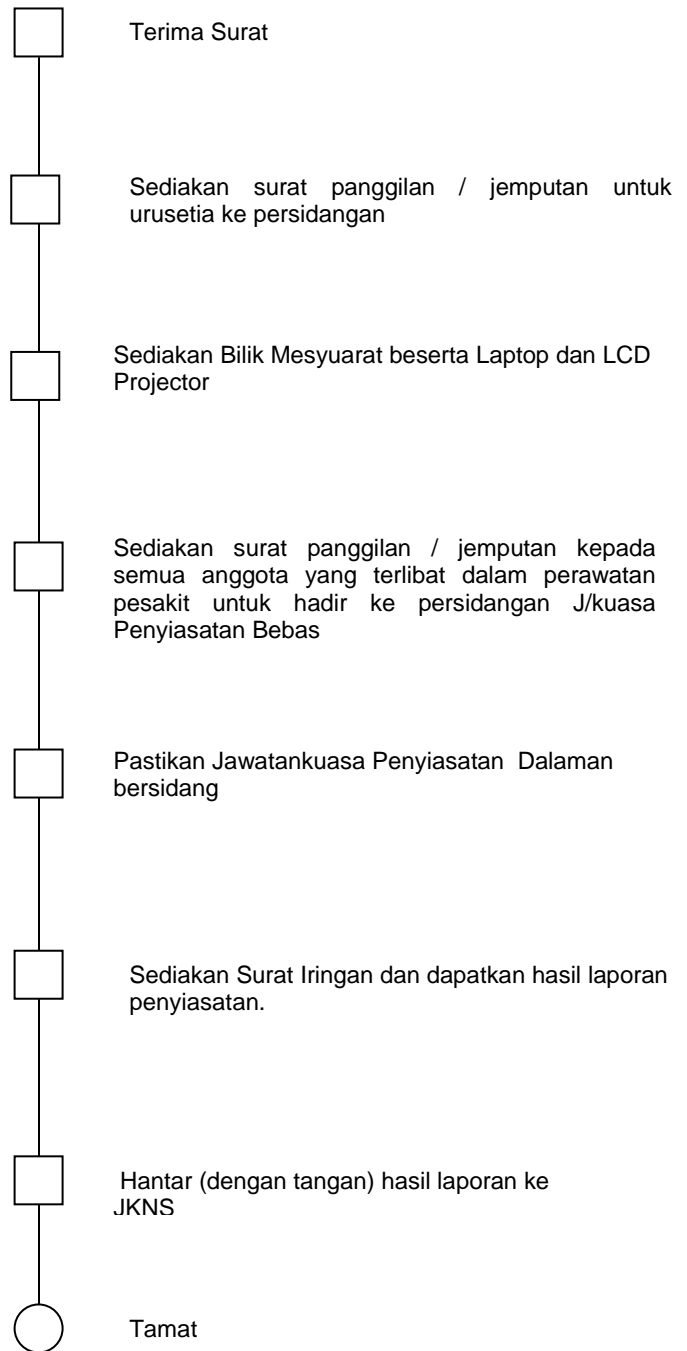 Terima Surat
Sediakan surat panggilan / jemputan untuk
urusetia ke persidangan
Sediakan Bilik Mesyuarat beserta Laptop dan LCD
Projector
Sediakan surat panggilan / jemputan kepada
semua anggota yang terlibat dalam perawatan
pesakit untuk hadir ke persidangan J/kuasa
Penyiasatan Bebas
Pastikan Jawatankuasa Penyiasatan Dalaman
bersidang
Sediakan Surat Iringan dan dapatkan hasil laporan
penyiasatan.
Hantar (dengan tangan) hasil laporan ke
JKNS
Tamat